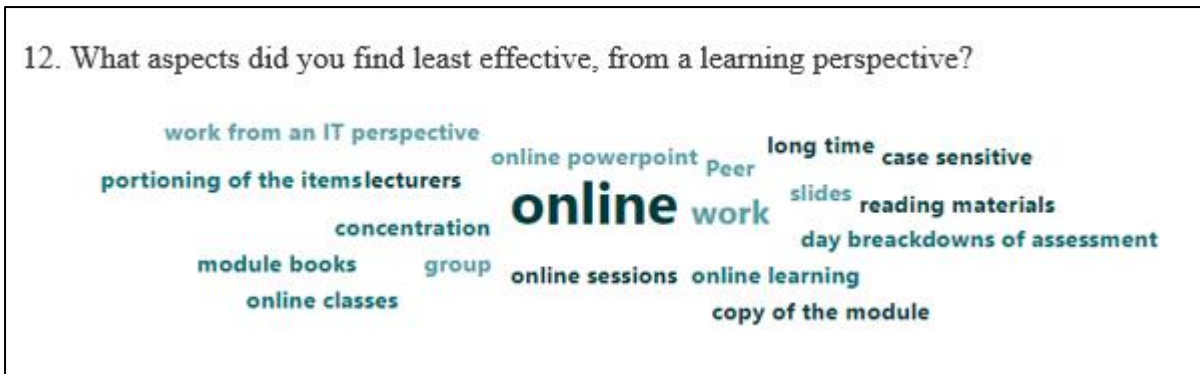 12. What aspects did you find least effective, from a learning perspective?
work from an IT perspective
online powerpoint
Peer
long time
case sensitive
portioning of the items
lecturers
online
work
slides
reading materials
concentration
day breackdowns of assessment
module books
group
online sessions
online learning
online classes
copy of the module